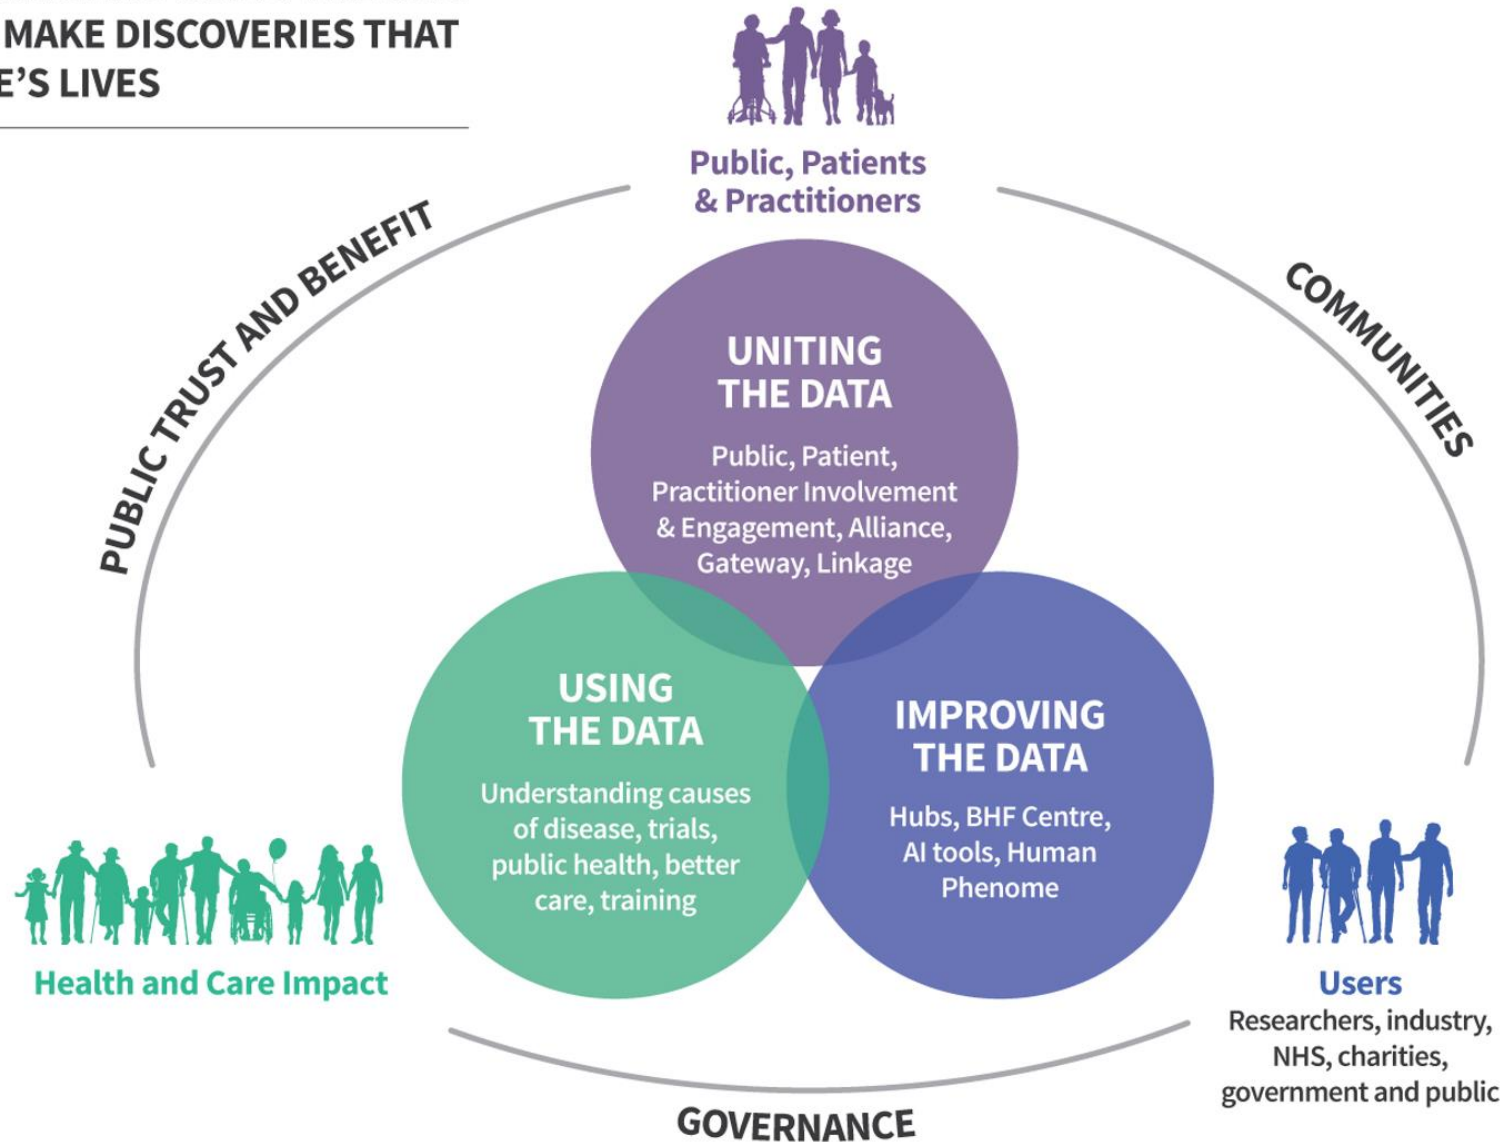 MAKE DISCOVERIES THAT
E’S LIVES
Public, Patients
& Practitioners
PUBLIC TRUST AND BENEFIT
COMMUNITIES
UNITING
THE DATA
Public, Patient,
Practitioner Involvement
& Engagement, Alliance,
Gateway, Linkage
USING
THE DATA
Understanding causes
of disease, trials,
public health, better
care, training
IMPROVING
THE DATA
Hubs, BHF Centre,
AI tools, Human
Phenome
Health and Care Impact
Users
Researchers, industry,
NHS, charities,
government and public
GOVERNANCE